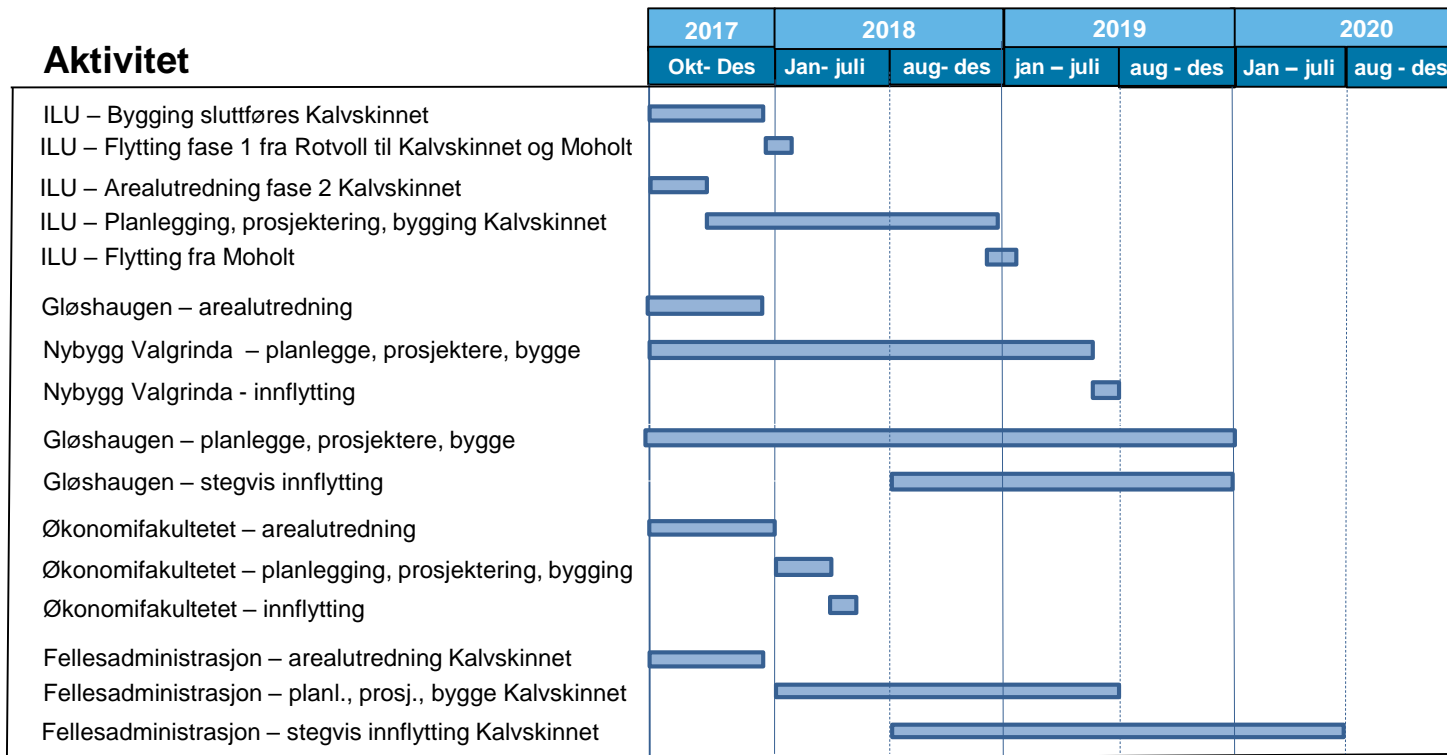 2017 2018 2019 2020
Aktivitet
Okt- Des Jan- juli aug- des jan – juli aug - des Jan – juli aug - des
ILU – Bygging sluttføres Kalvskinnet
ILU – Flytting fase 1 fra Rotvoll til Kalvskinnet og Moholt
ILU – Arealutredning fase 2 Kalvskinnet
ILU – Planlegging, prosjektering, bygging Kalvskinnet
ILU – Flytting fra Moholt
Gløshaugen – arealutredning
Nybygg Valgrinda – planlegge, prosjektere, bygge
Nybygg Valgrinda - innflytting
Gløshaugen – planlegge, prosjektere, bygge
Gløshaugen – stegvis innflytting
Økonomifakultetet – arealutredning
Økonomifakultetet – planlegging, prosjektering, bygging
Økonomifakultetet – innflytting
Fellesadministrasjon – arealutredning Kalvskinnet
Fellesadministrasjon – planl., prosj., bygge Kalvskinnet
Fellesadministrasjon – stegvis innflytting Kalvskinnet